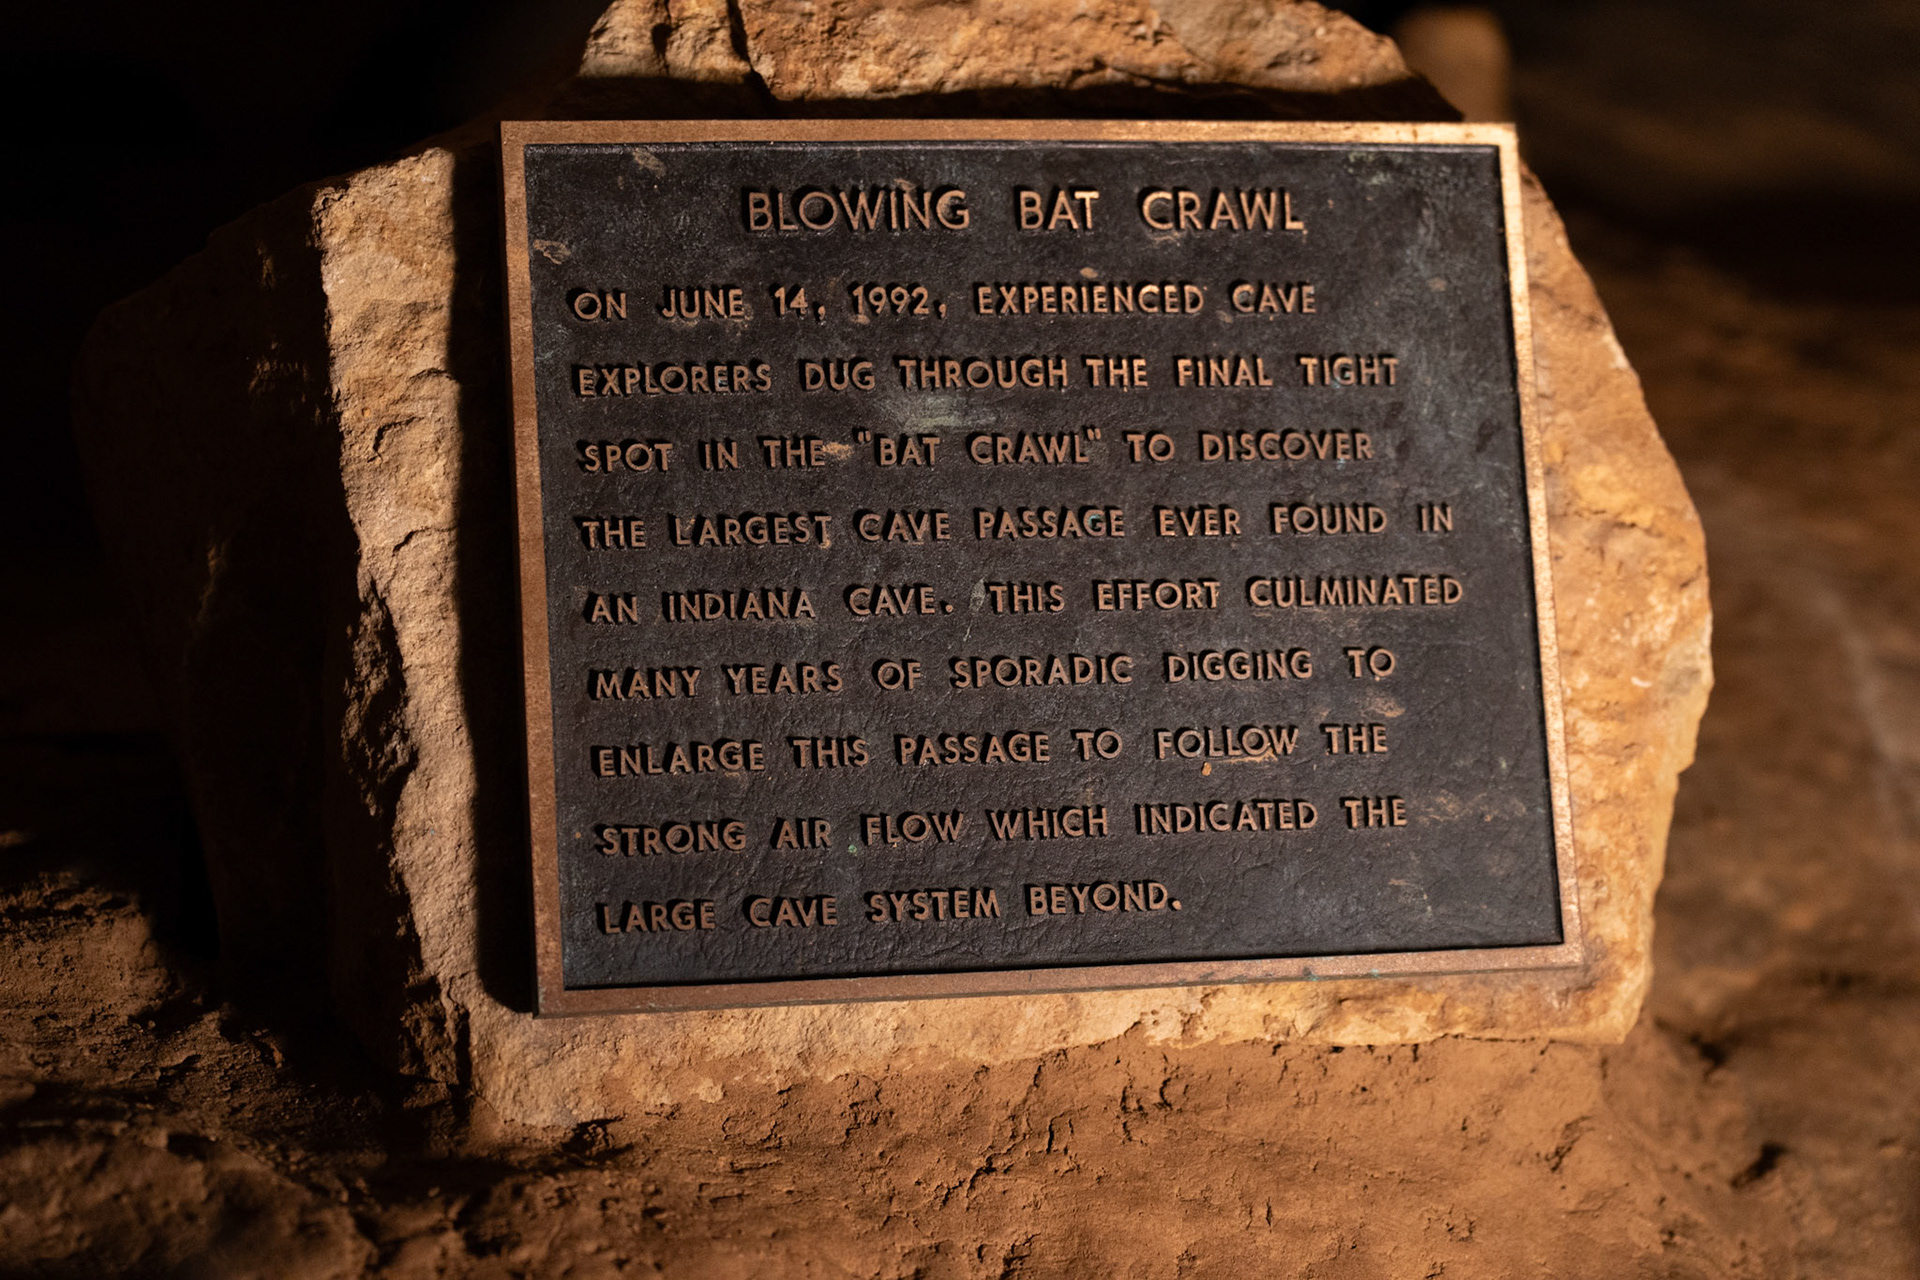 BLOWING BAT CRAWL
ON JUNE 14, 1992, EXPERIENCED CAVE
EXPLORERS DUG THROUGH THE FINAL TIGHT
SPOT IN THE "BAT CRAWL" TO DISCOVER
THE LARGEST CAVE PASSAGE EVER FOUND IN
AN INDIANA CAVE. THIS EFFORT CULMINATED
MANY YEARS OF SPORADIC DIGGING TO
ENLARGE THIS PASSAGE TO FOLLOW THE
STRONG AIR FLOW WHICH INDICATED THE
LARGE CAVE SYSTEM BEYOND.